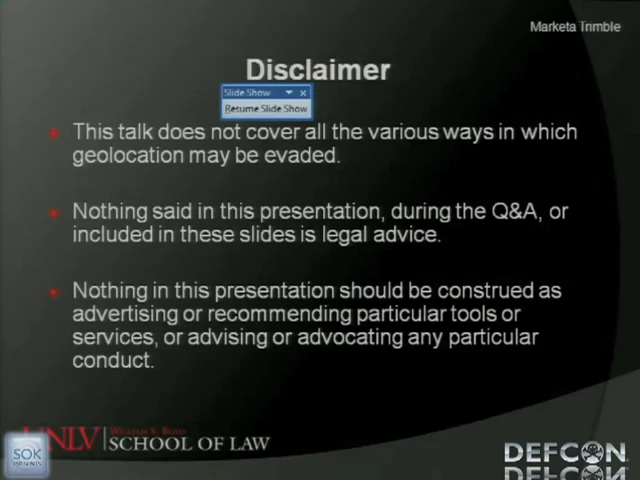 Marketa Trimble
Disclaimer
Slide Show
Resume Slide Show
This talk does not cover all the various ways in which
geolocation may be evaded.
Nothing said in this presentation, during the Q&A, or
included in these slides is legal advice.
Nothing in this presentation should be construed as
advertising or recommending particular tools or
services, or advising or advocating any particular
conduct.
UNLV WILLIAM S. BOYD
SCHOOL OF LAW
SOK
PRESENTS
DEFCON